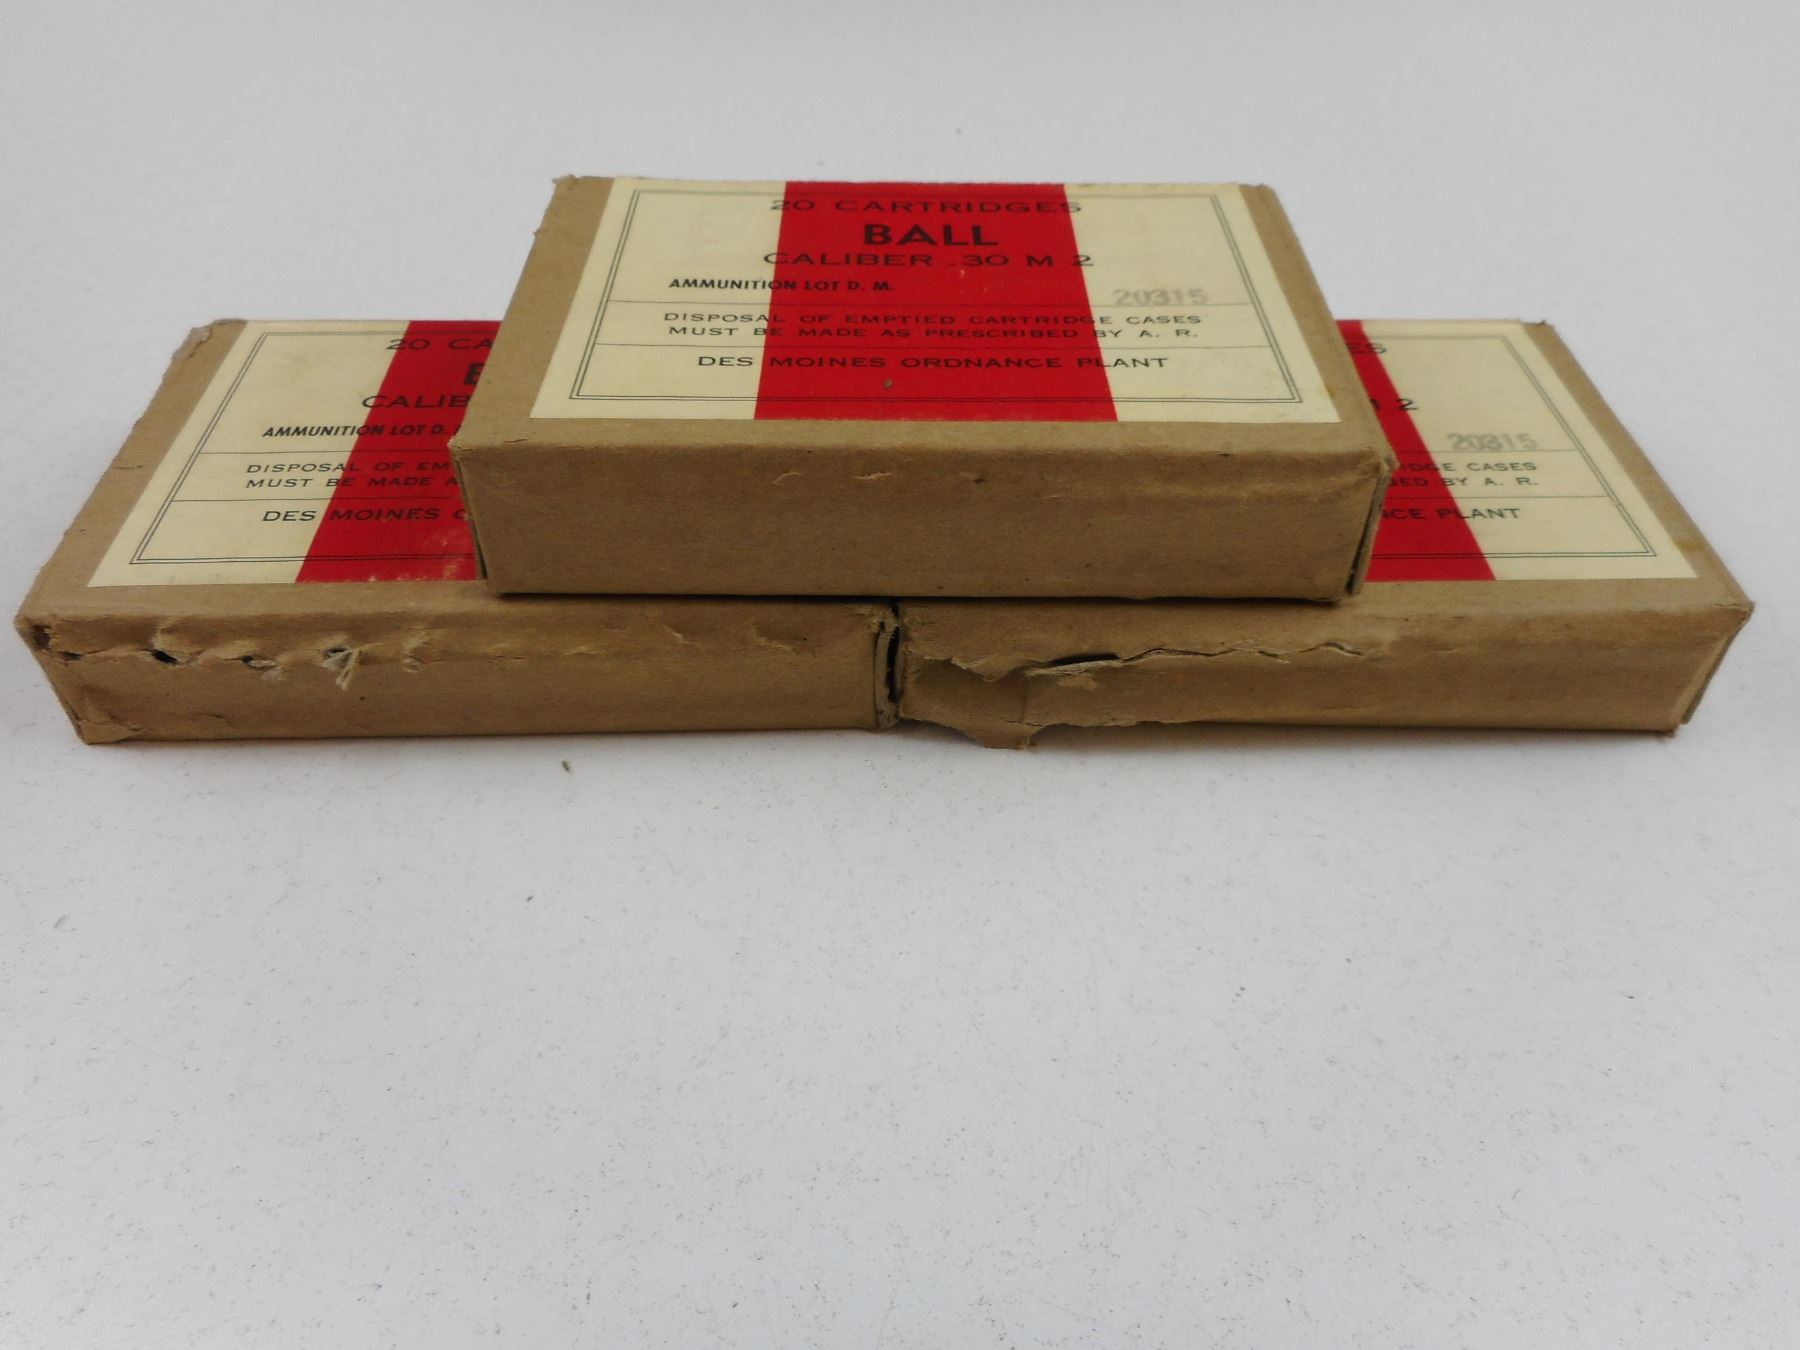 20 CARTRIDGES
BALL
CALIBER .30 M 2
AMMUNITION LOT D. M.
20315
DISPOSAL OF EMPTIED CARTRIDGE CASES
MUST BE MADE AS PRESCRIBED BY A. R.
DES MOINES ORDNANCE PLANT
20 CA
B
CALIB
AMMUNITION LOT D.
DISPOSAL OF EM
MUST BE MADE A
DES MOINES O
ES
M 2
20315
IDGE CASES
BED BY A. R.
NCE PLANT